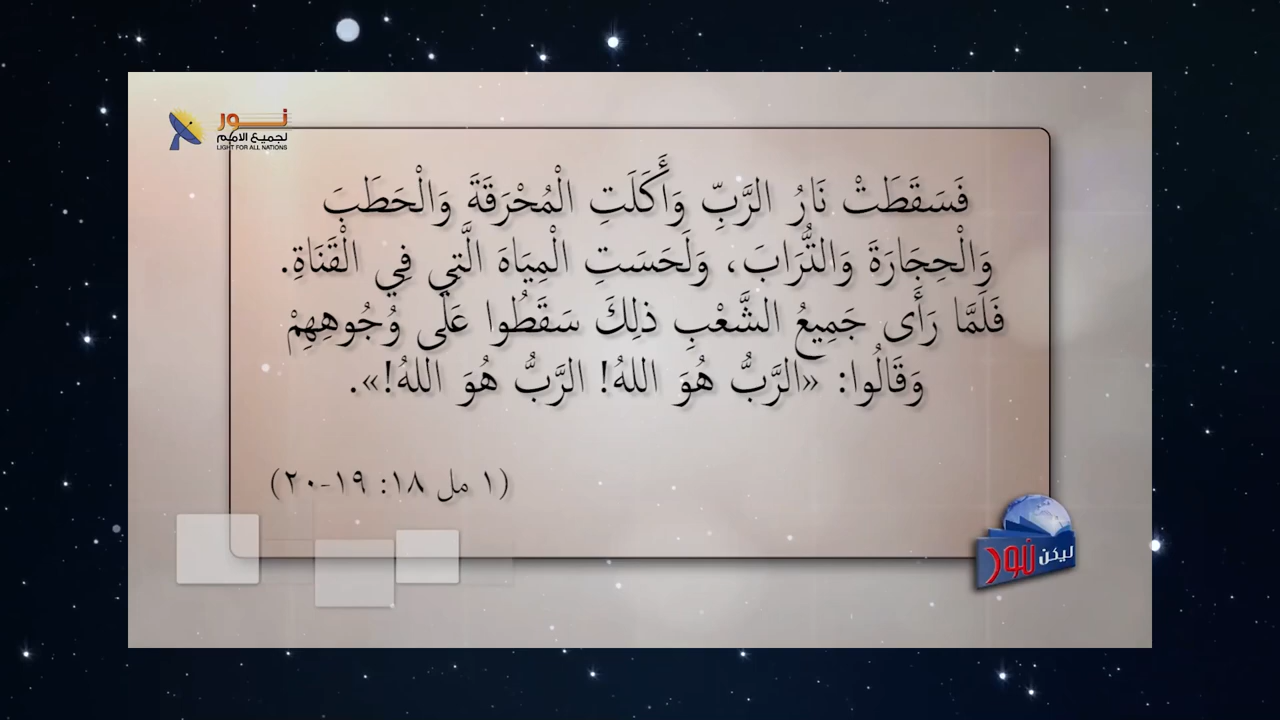 نور
لجميع الامم
LIGHT FOR ALL NATIONS
فَسَقَطَتْ نَارُ الرَّبِّ وَأَكَلَتِ الْمُحْرَقَةَ وَالْحَطَبَ
وَالْحِجَارَةَ وَالتُّرَابَ، وَلَحَسَتِ الْمِيَاهَ الَّتِي فِي الْقَنَاةِ.
فَلَمَّا رَأَى جَمِيعُ الشَّعْبِ ذلِكَ سَقَطُوا عَلَى وُجُوهِهِمْ
وَقَالُوا: «الرَّبُّ هُوَ اللهُ! الرَّبُّ هُوَ اللهُ!».
(١ مل ١٨: ١٩-٢٠)
ليكن نور